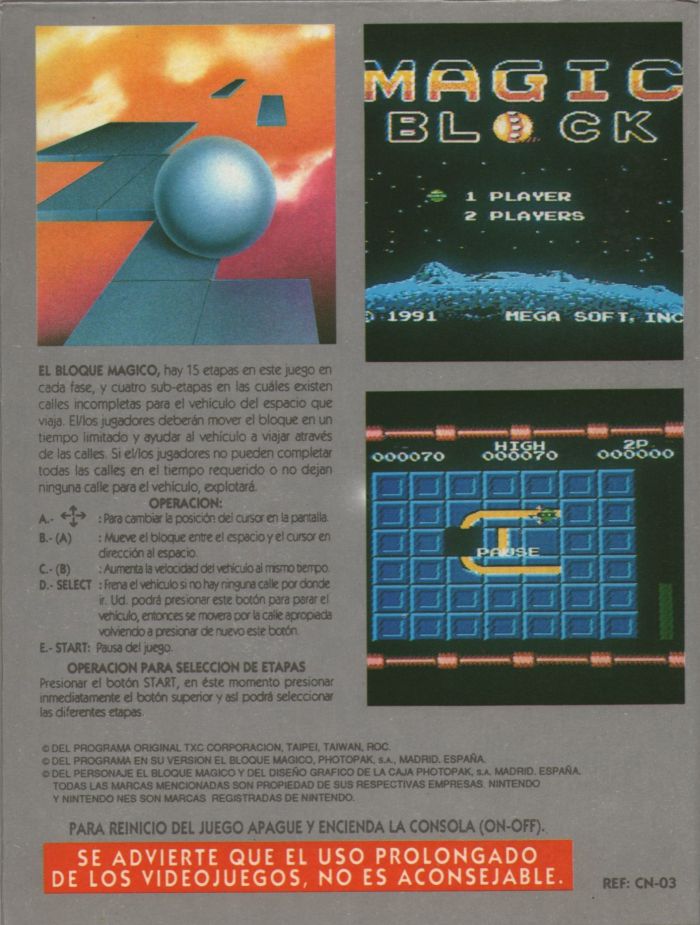 MAGIC
BLOCK
1 PLAYER
2 PLAYERS
© 1991 MEGA SOFT. INC
EL BLOQUE MAGICO, hay 15 etapas en este juego en
cada fase, y cuatro sub-etapas en las cuáles existen
calles incompletas para el vehículo del espacio que
viaja. El/los jugadores deberán mover el bloque en un
tiempo limitado y ayudar al vehículo a viajar através
de las calles. Si el/los jugadores no pueden completar
todas las calles en el tiempo requerido o no dejan
ninguna calle para el vehículo, explotará.
OPERACION:
A.- : Para cambiar la posición del cursor en la pantalla.
B.- (A) : Mueve el bloque entre el espacio y el cursor en
dirección al espacio.
C.- (B) : Aumenta la velocidad del vehículo al mismo tiempo.
D.- SELECT : Frena el vehículo si no hay ninguna calle por donde
ir. Ud. podrá presionar este botón para parar el
vehículo, entonces se movera por la calle apropiada
volviendo a presionar de nuevo este botón.
E.- START: Pausa del juego.
OPERACION PARA SELECCION DE ETAPAS
Presionar el botón START, en éste momento presionar
inmediatamente el botón superior y así podrá seleccionar
las diferentes etapas.
HIGH 2P
000070 000070 000000
PAUSE
© DEL PROGRAMA ORIGINAL TXC CORPORACION, TAIPEI, TAIWAN, ROC.
© DEL PROGRAMA EN SU VERSION EL BLOQUE MAGICO, PHOTOPAK, S.A., MADRID. ESPAÑA.
© DEL PERSONAJE EL BLOQUE MAGICO Y DEL DISEÑO GRAFICO DE LA CAJA PHOTOPAK, S.A. MADRID. ESPAÑA.
TODAS LAS MARCAS MENCIONADAS SON PROPIEDAD DE SUS RESPECTIVAS EMPRESAS. NINTENDO
Y NINTENDO NES SON MARCAS REGISTRADAS DE NINTENDO.
PARA REINICIO DEL JUEGO APAGUE Y ENCIENDA LA CONSOLA (ON-OFF).
SE ADVIERTE QUE EL USO PROLONGADO
DE LOS VIDEOJUEGOS, NO ES ACONSEJABLE.
REF: CN-03